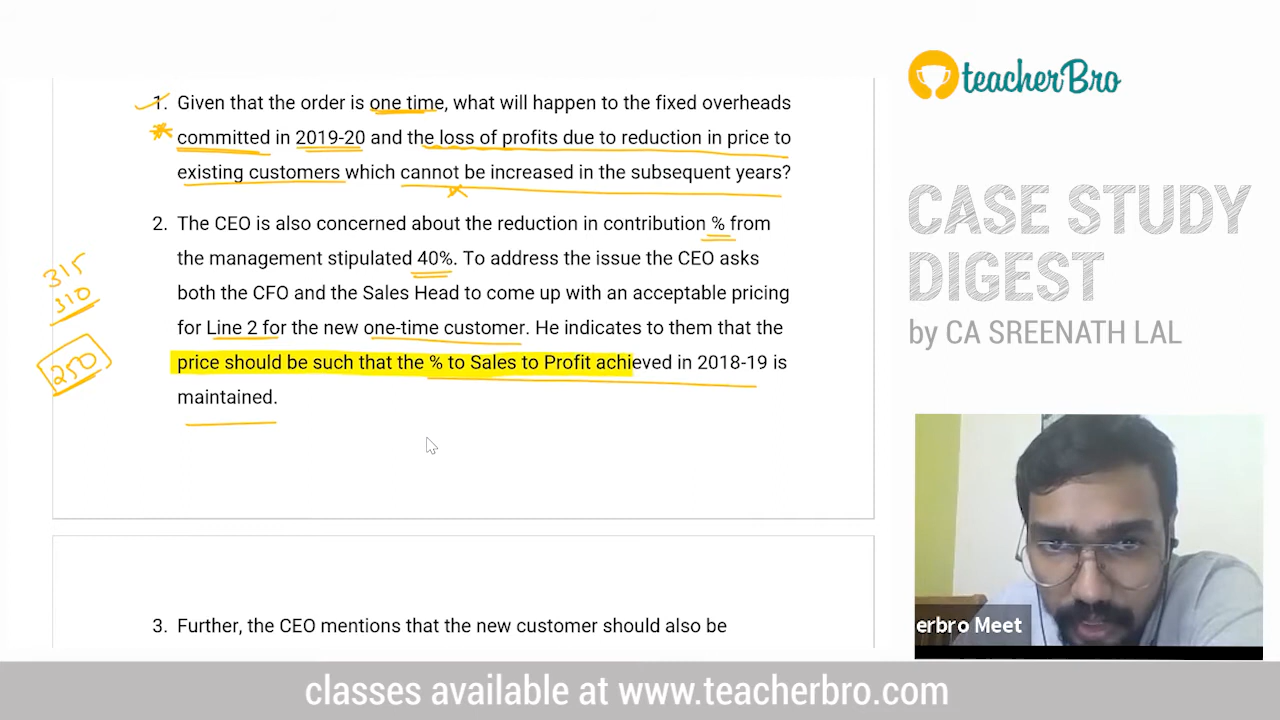 1. Given that the order is one time, what will happen to the fixed overheads
committed in 2019-20 and the loss of profits due to reduction in price to
existing customers which cannot be increased in the subsequent years?
2. The CEO is also concerned about the reduction in contribution % from
the management stipulated 40%. To address the issue the CEO asks
both the CFO and the Sales Head to come up with an acceptable pricing
for Line 2 for the new one-time customer. He indicates to them that the
price should be such that the % to Sales to Profit achieved in 2018-19 is
maintained.
315
310
250
3. Further, the CEO mentions that the new customer should also be
teacherBro
CASE STUDY
DIGEST
by CA SREENATH LAL
erbro Meet
classes available at www.teacherbro.com